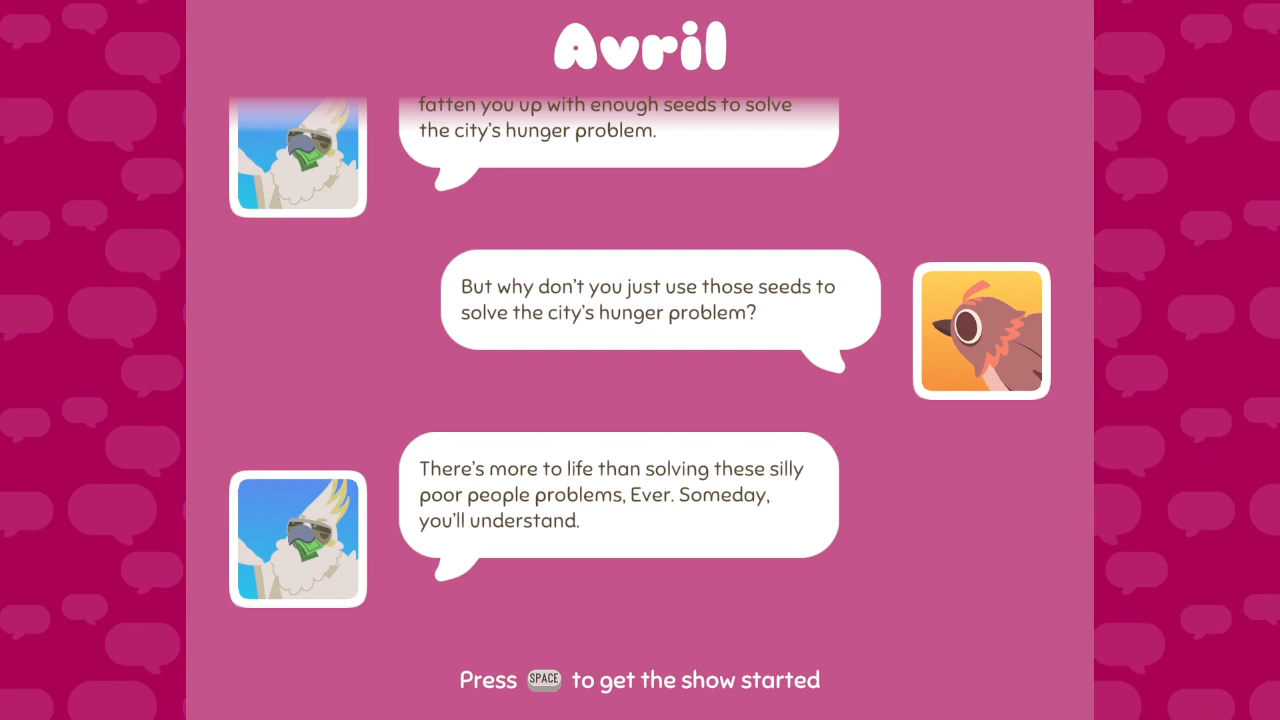 Avril
fatten you up with enough seeds to solve
the city's hunger problem.
But why don't you just use those seeds to
solve the city's hunger problem?
There's more to life than solving these silly
poor people problems, Ever. Someday,
you'll understand.
Press SPACE to get the show started